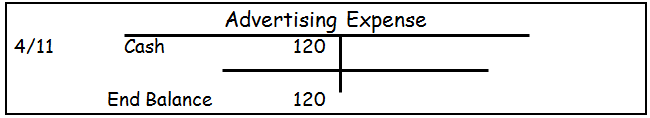 Advertising Expense
4/11 Cash 120
End Balance 120